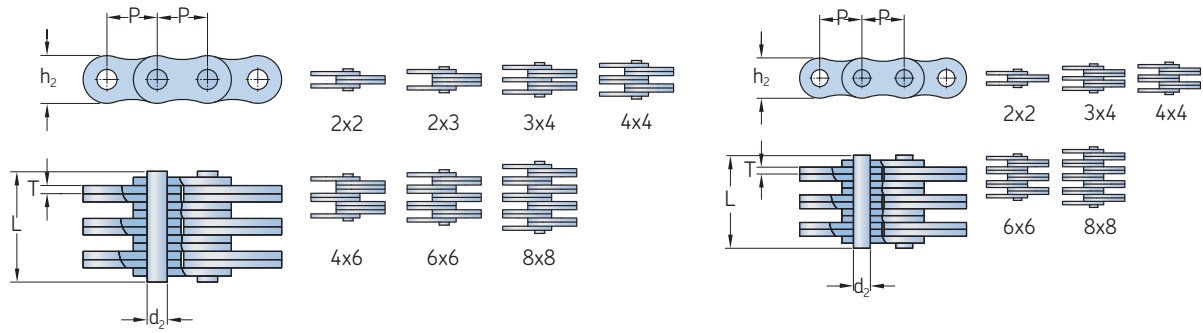 P P
h₂
2x2 2x3 3x4 4x4
T
L
d₂
4x6 6x6 8x8
P P
h₂
2x2 3x4 4x4
T
L
d₂
6x6 8x8